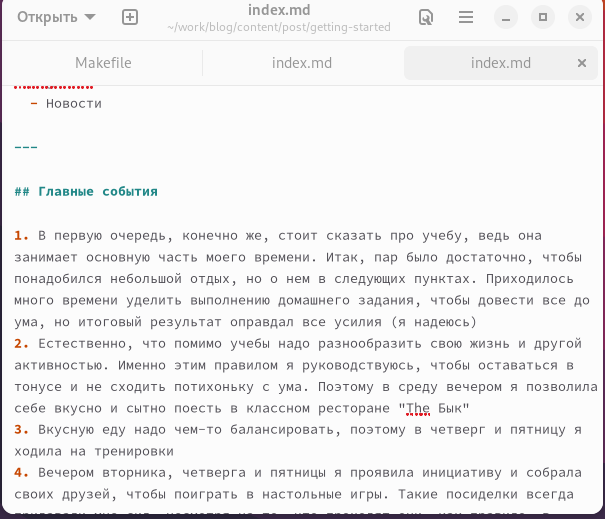 Открыть
index.md
~/work/blog/content/post/getting-started
Makefile
index.md
index.md
- Новости
---
## Главные события
1. В первую очередь, конечно же, стоит сказать про учебу, ведь она
занимает основную часть моего времени. Итак, пар было достаточно, чтобы
понадобился небольшой отдых, но о нем в следующих пунктах. Приходилось
много времени уделить выполнению домашнего задания, чтобы довести все до
ума, но итоговый результат оправдал все усилия (я надеюсь)
2. Естественно, что помимо учебы надо разнообразить свою жизнь и другой
активностью. Именно этим правилом я руководствуюсь, чтобы оставаться в
тонусе и не сходить потихоньку с ума. Поэтому в среду вечером я позволила
себе вкусно и сытно поесть в классном ресторане "The Бык"
3. Вкусную еду надо чем-то балансировать, поэтому в четверг и пятницу я
ходила на тренировки
4. Вечером вторника, четверга и пятницы я проявила инициативу и собрала
своих друзей, чтобы поиграть в настольные игры. Такие посиделки всегда